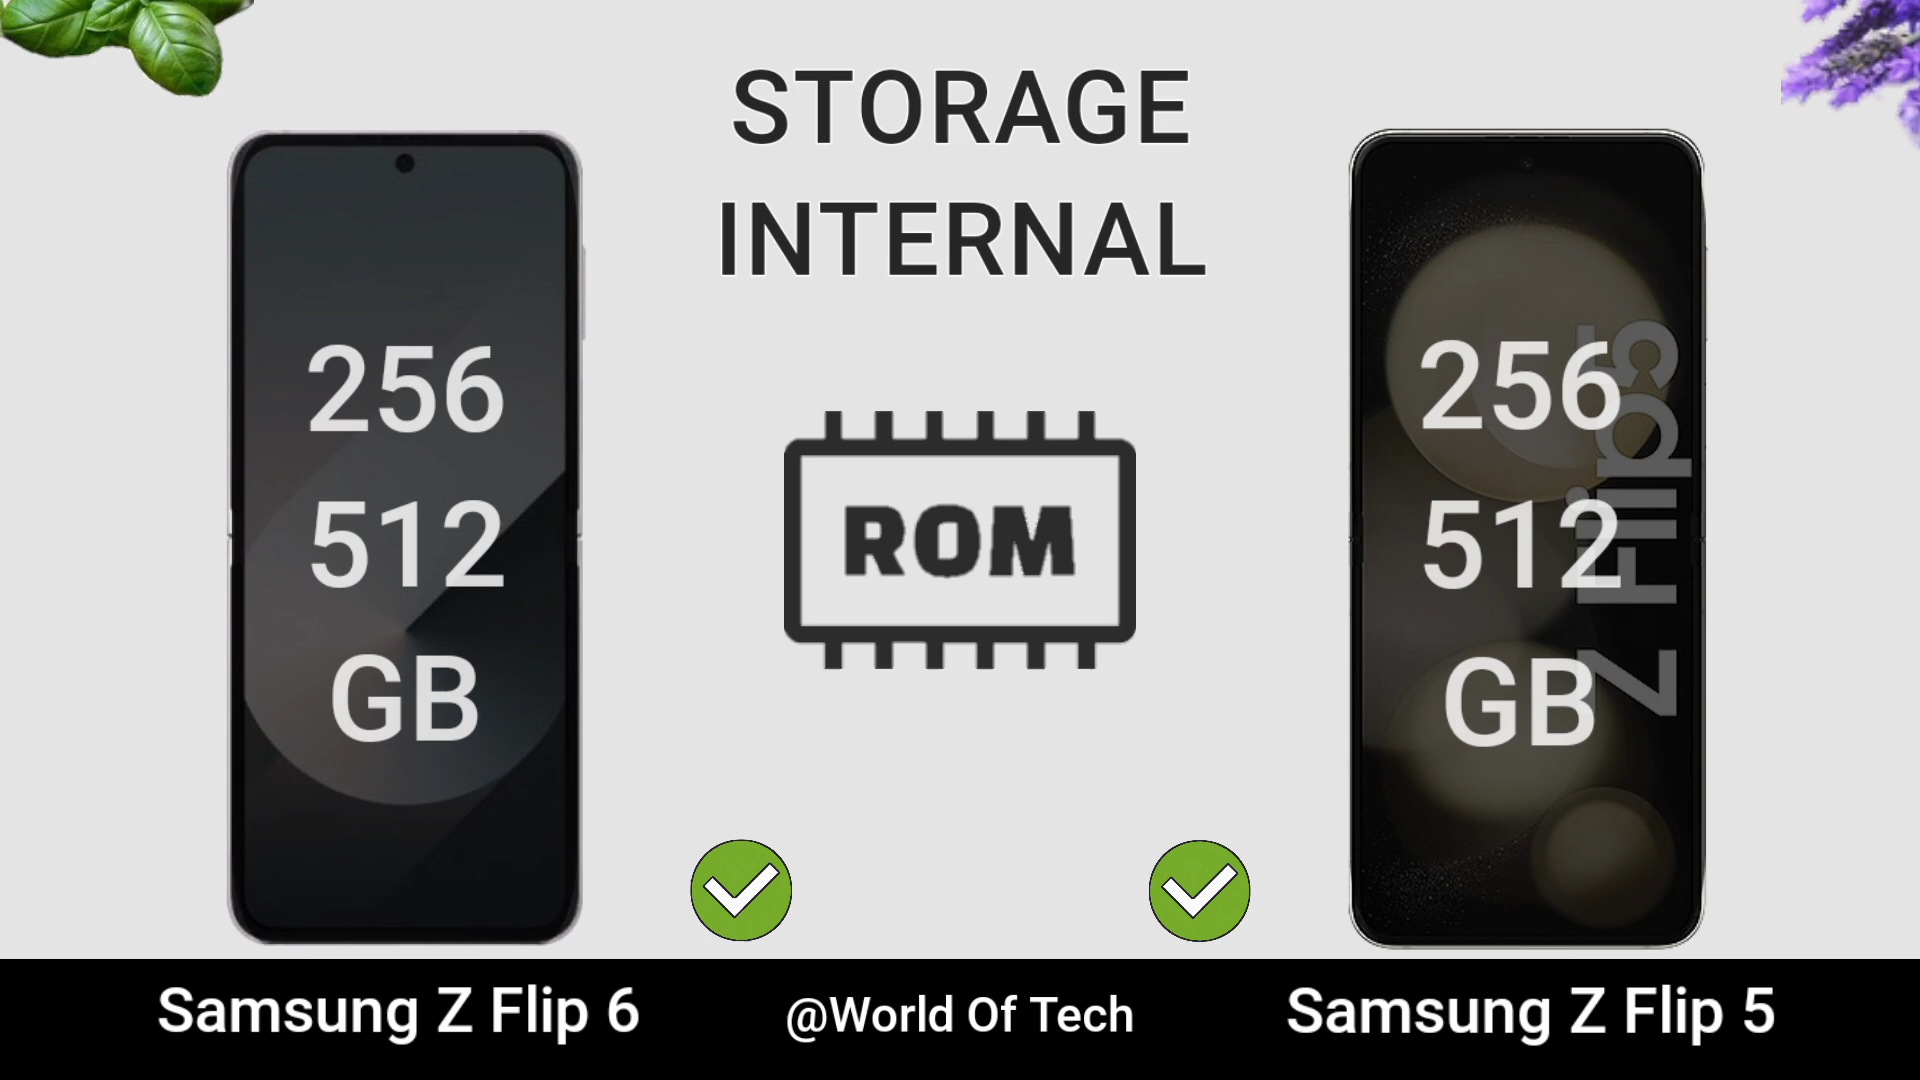 STORAGE
INTERNAL
256
512
GB
ROM
256
512
GB
Z Flip5
Samsung Z Flip 6
@World Of Tech
Samsung Z Flip 5